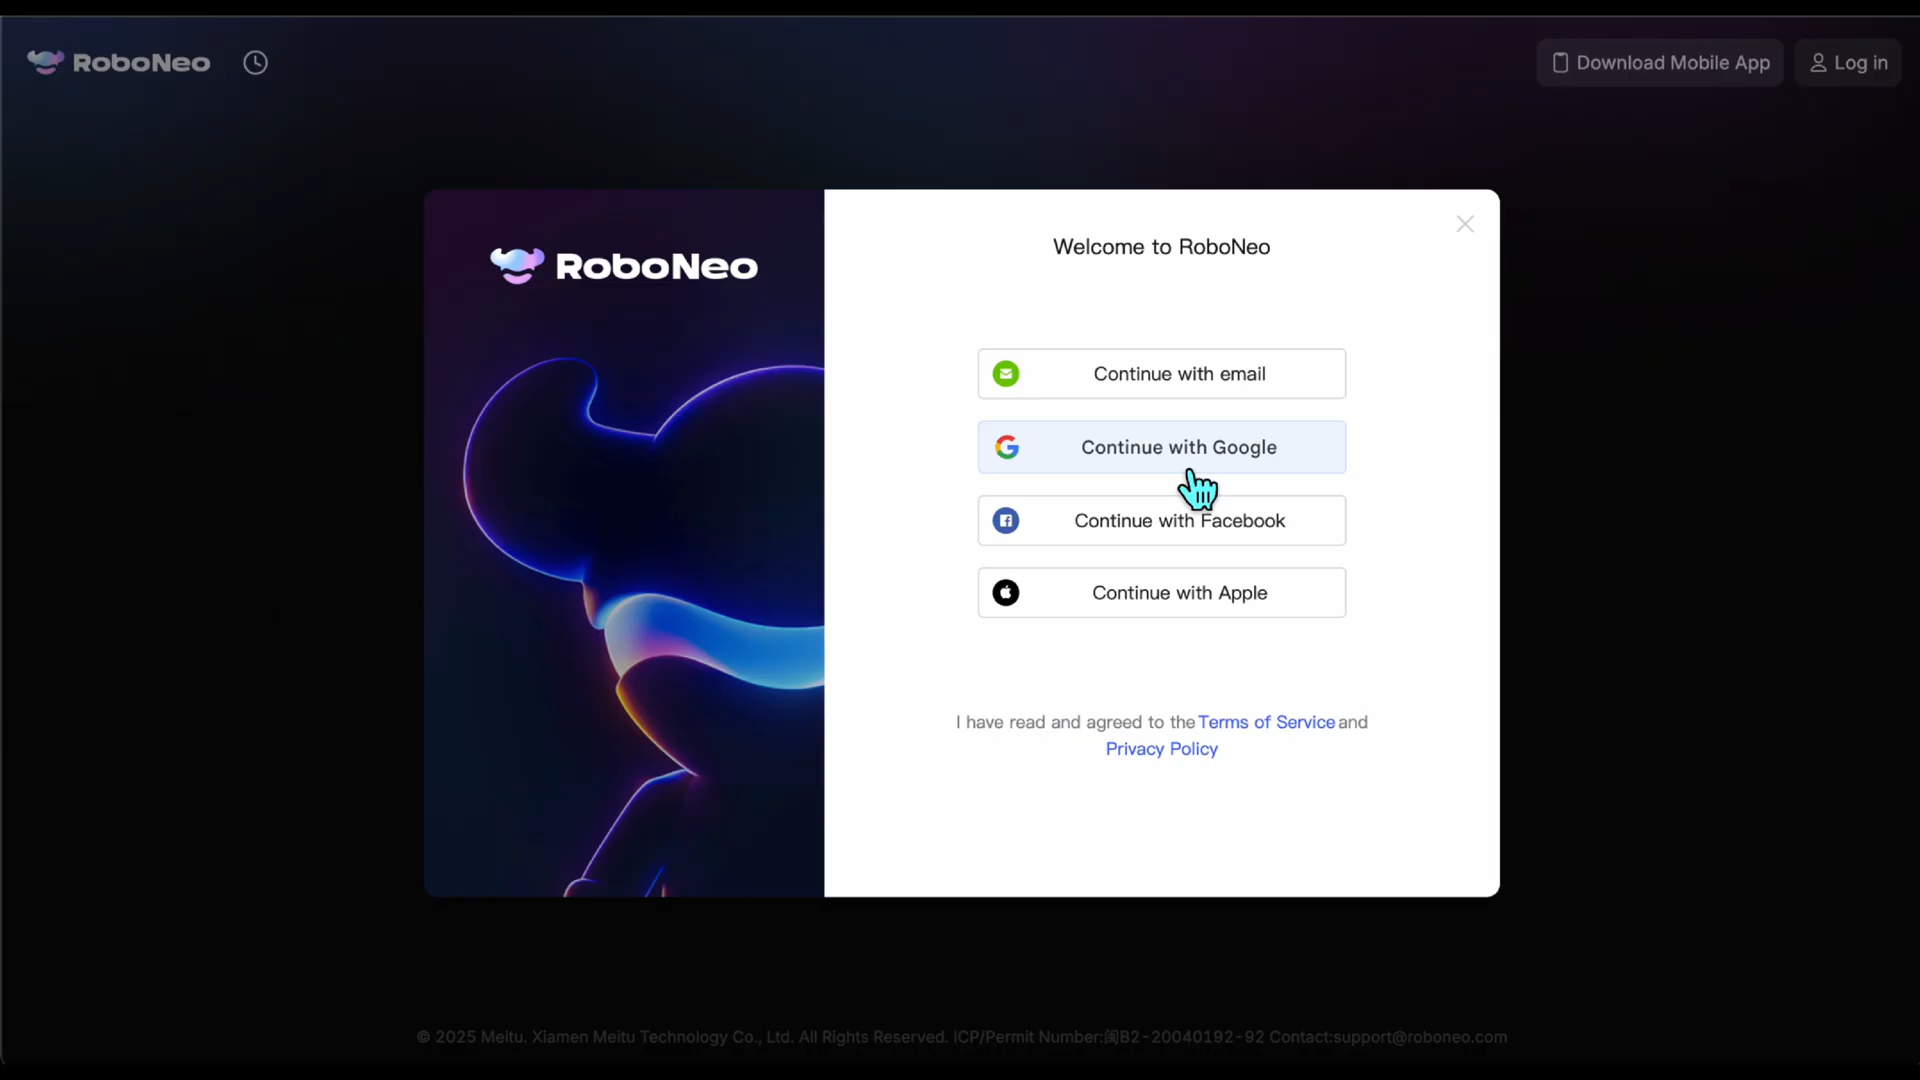 RoboNeo
Download Mobile App
Log in
RoboNeo
Welcome to RoboNeo
Continue with email
Continue with Google
Continue with Facebook
Continue with Apple
I have read and agreed to the Terms of Service and
Privacy Policy
© 2025 Meitu. Xiamen Meitu Technology Co., Ltd. All Rights Reserved. ICP/Permit Number:闽B2-20040192-92 Contact:support@roboneo.com